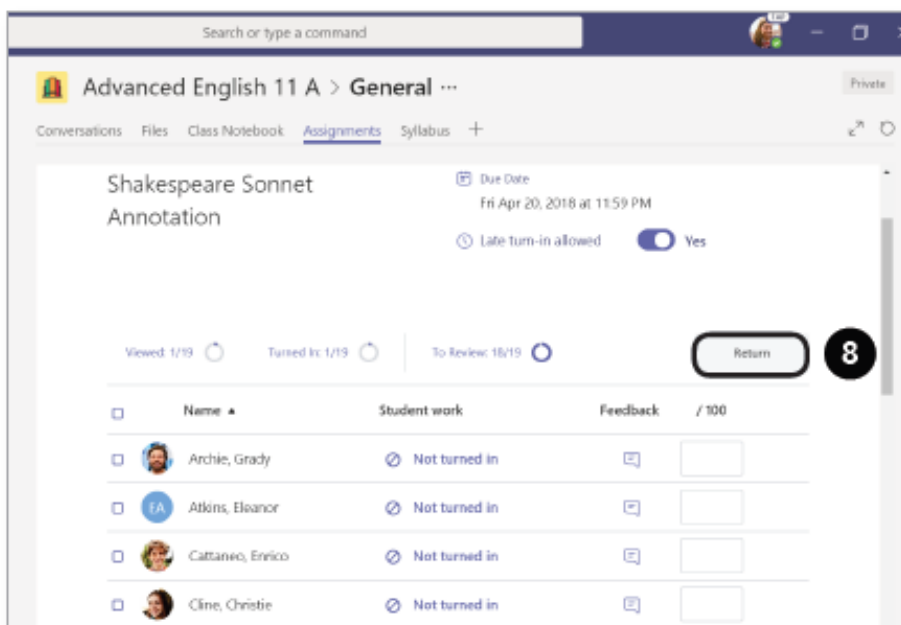 Search or type a command
Advanced English 11 A > General ...
Private
Conversations Files Class Notebook Assignments Syllabus +
Shakespeare Sonnet
Annotation
Due Date
Fri Apr 20, 2018 at 11:59 PM
Late turn-in allowed Yes
Viewed: 1/19 Turned In: 1/19 To Review: 18/19 Return 8
Name ▲ Student work Feedback / 100
Archie, Grady Not turned in
EA Atkins, Eleanor Not turned in
Cattaneo, Enrico Not turned in
Cline, Christie Not turned in